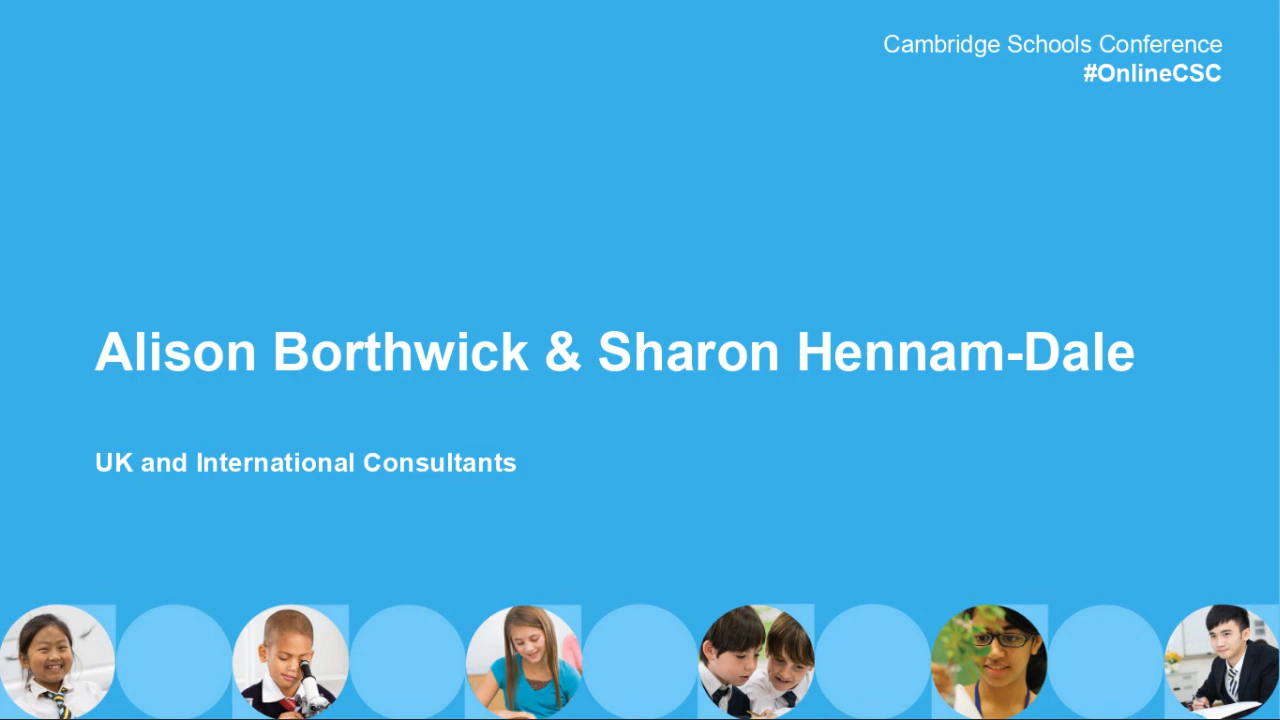 Cambridge Schools Conference
#OnlineCSC
Alison Borthwick & Sharon Hennam-Dale
UK and International Consultants